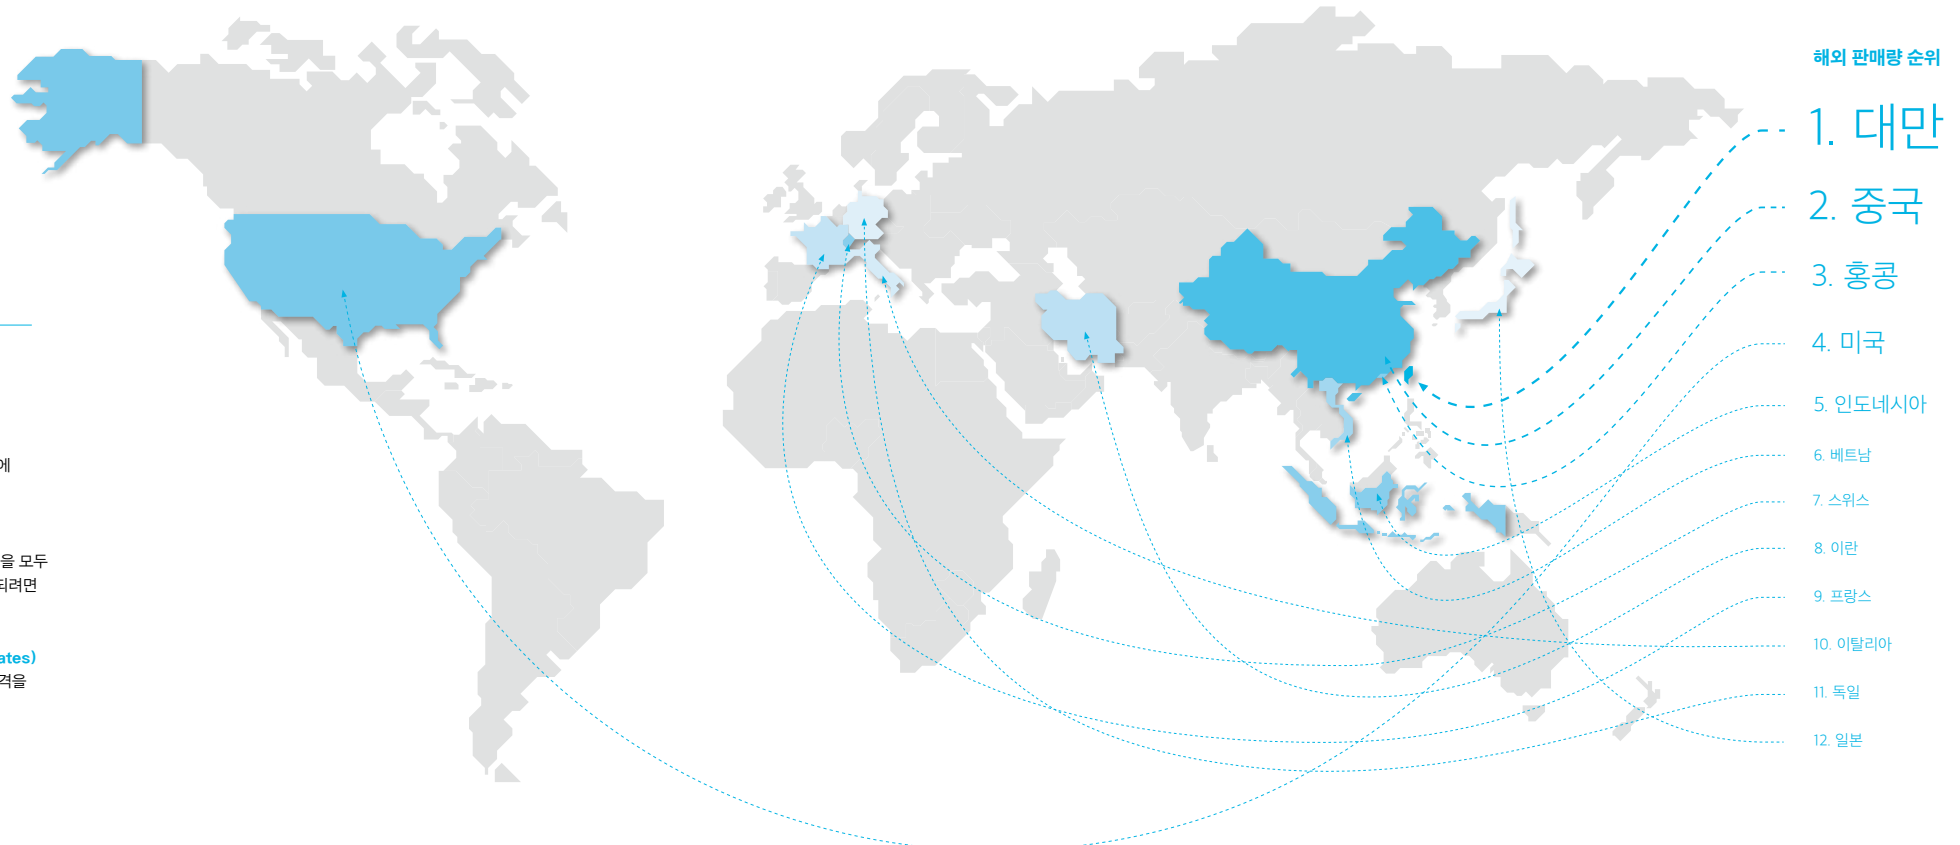 에
을 모두
되려면
ates)
격을
해외 판매량 순위
1. 대만
2. 중국
3. 홍콩
4. 미국
5. 인도네시아
6. 베트남
7. 스위스
8. 이란
9. 프랑스
10. 이탈리아
11. 독일
12. 일본